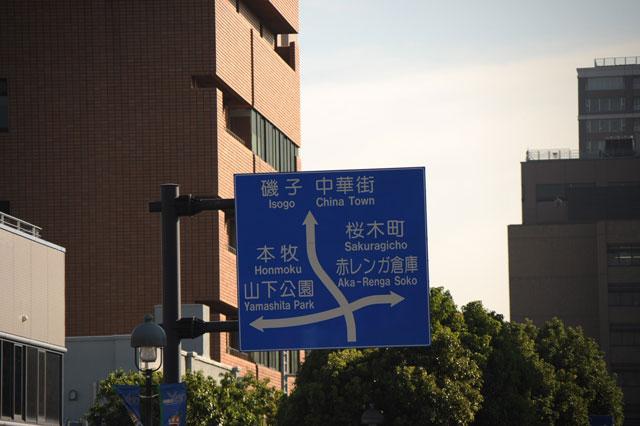 磯子 中華街
Isogo China Town
桜木町
Sakuragicho
本牧
Honmoku
赤レンガ倉庫
Aka-Renga Soko
山下公園
Yamashita Park